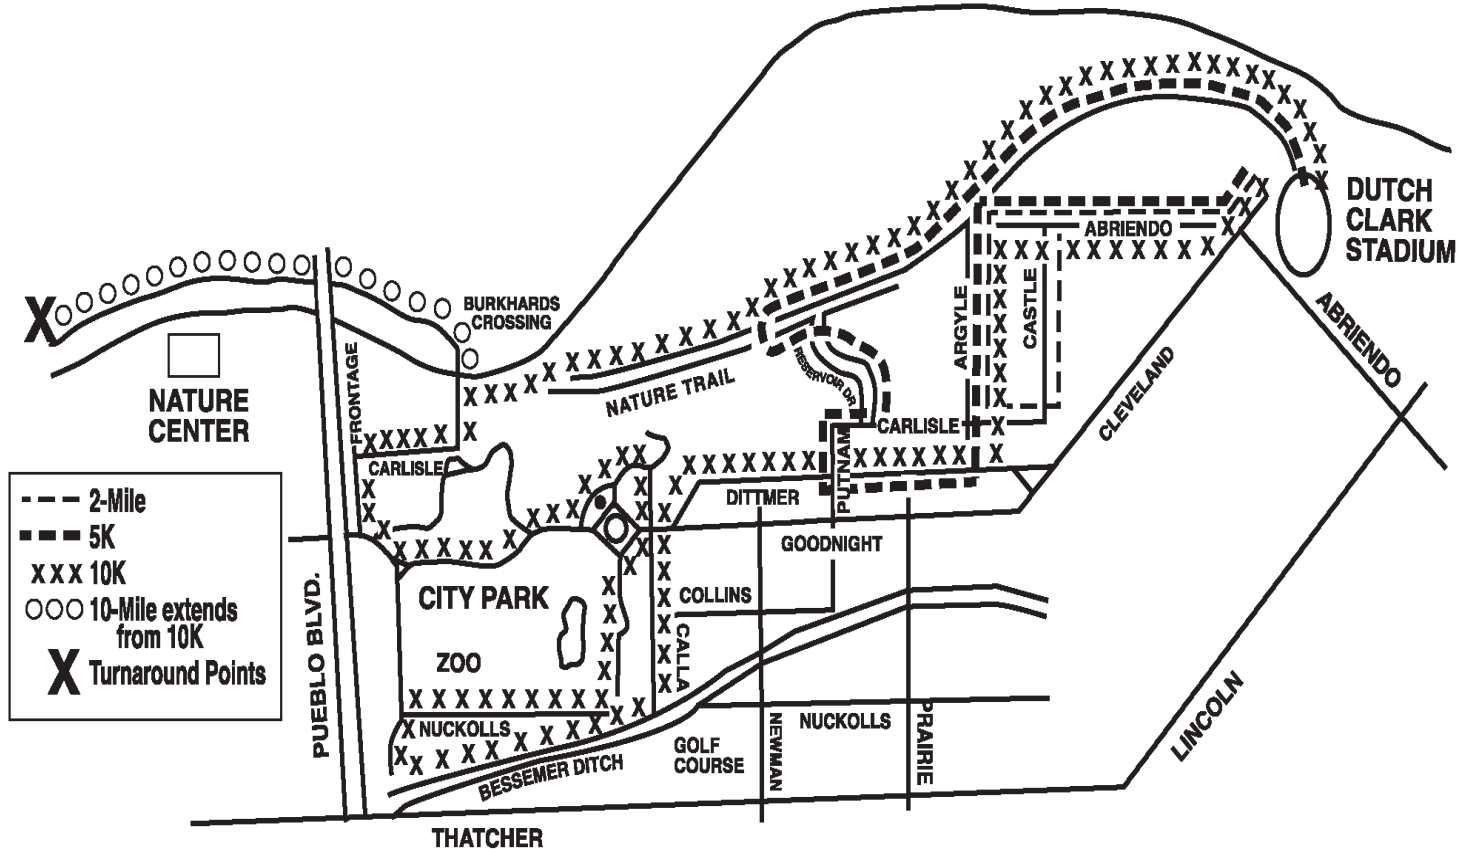 DUTCH
CLARK
STADIUM
ABRIENDO
ABRIENDO
ARGYLE
CASTLE
CLEVELAND
LINCOLN
BURKHARDS
CROSSING
NATURE TRAIL
RESERVOIR DR
CARLISLE
PUTNAM
DITTMER
GOODNIGHT
COLLINS
CALLA
NATURE
CENTER
FRONTAGE
CARLISLE
2-Mile
5K
X X X 10K
OOO 10-Mile extends
from 10K
X Turnaround Points
PUEBLO BLVD.
CITY PARK
ZOO
NUCKOLLS
BESSEMER DITCH
GOLF
COURSE
NEWMAN
NUCKOLLS
PRAIRIE
THATCHER